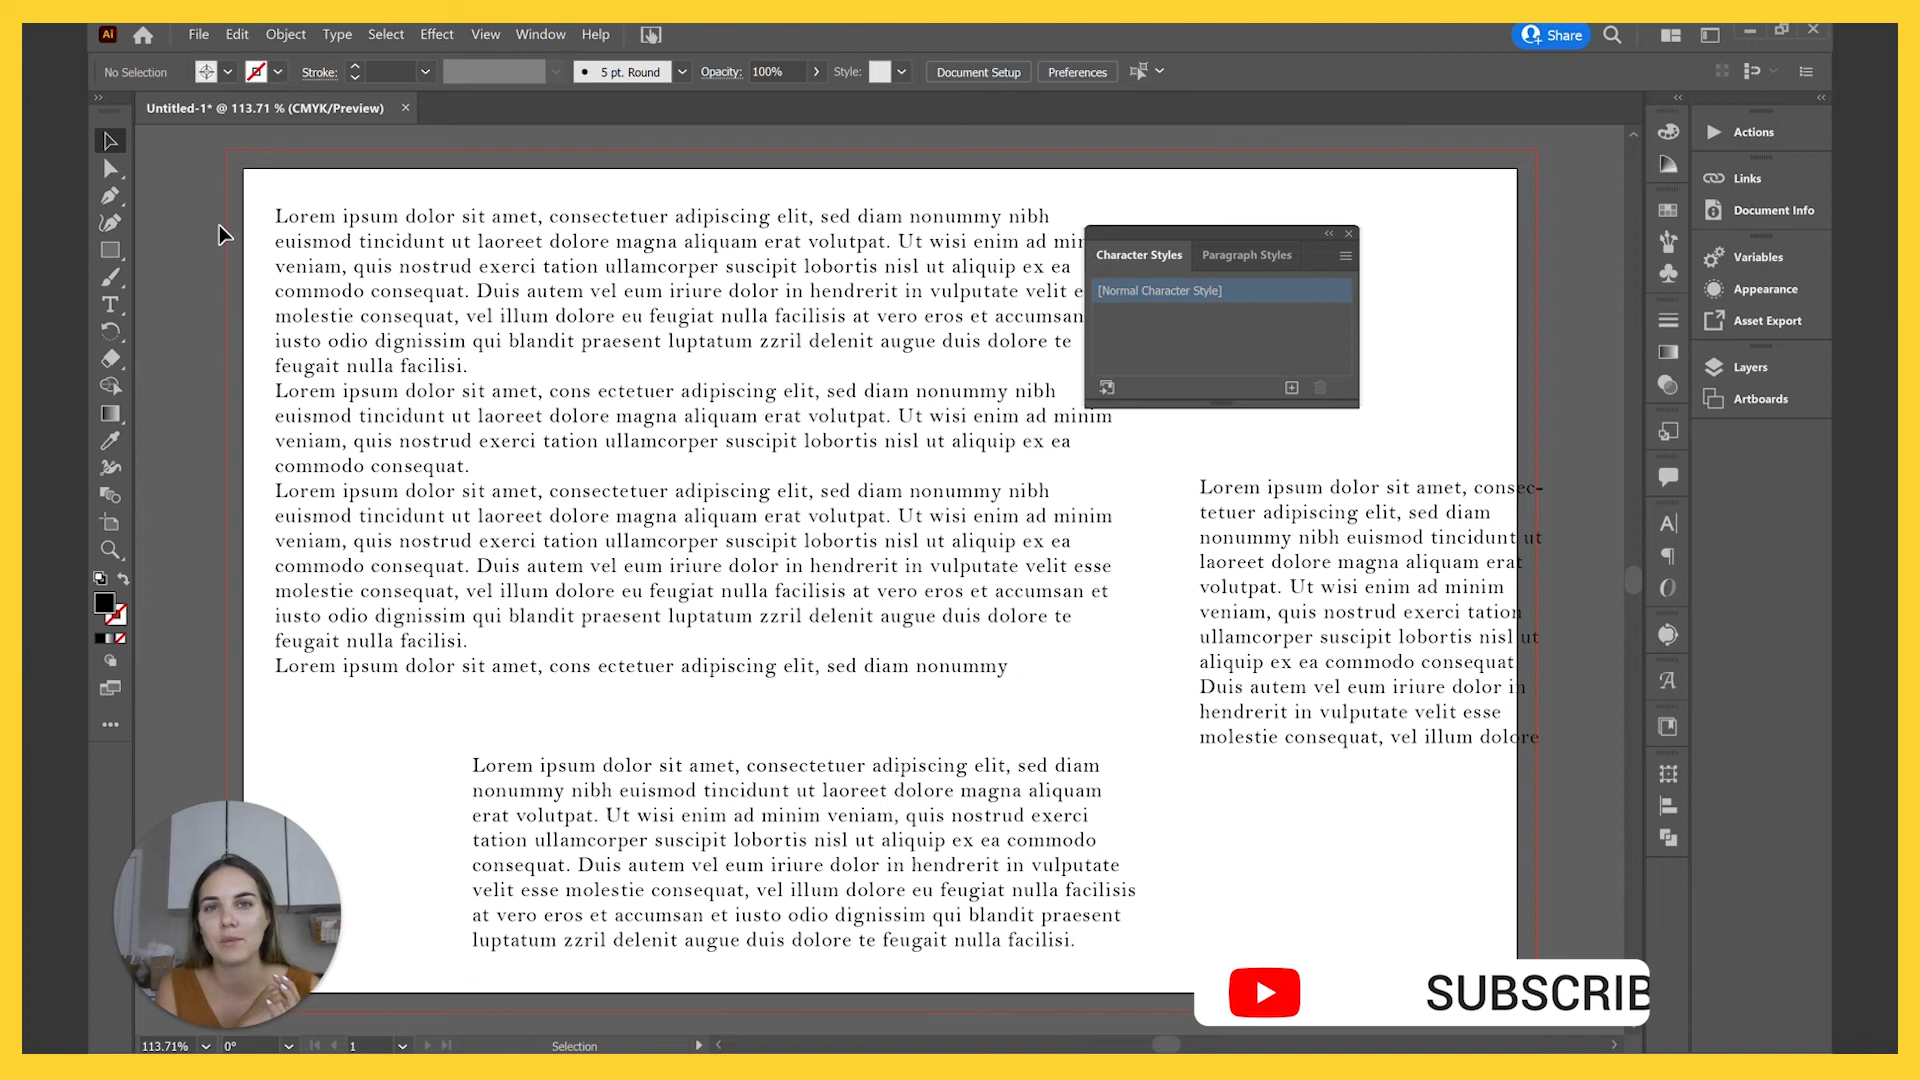 Ai File Edit Object Type Select Effect View Window Help Share
No Selection Stroke: 5 pt. Round Opacity: 100% Style: Document Setup Preferences
Untitled-1* @ 113.71 % (CMYK/Preview)
Lorem ipsum dolor sit amet, consectetuer adipiscing elit, sed diam nonummy nibh
euismod tincidunt ut laoreet dolore magna aliquam erat volutpat. Ut wisi enim ad
veniam, quis nostrud exerci tation ullamcorper suscipit lobortis nisl ut aliquip ex ea
commodo consequat. Duis autem vel eum iriure dolor in hendrerit in vulputate velit
molestie consequat, vel illum dolore eu feugiat nulla facilisis at vero eros et accumsan
iusto odio dignissim qui blandit praesent luptatum zzril delenit augue duis dolore te
feugait nulla facilisi.
Lorem ipsum dolor sit amet, cons ectetuer adipiscing elit, sed diam nonummy nibh
euismod tincidunt ut laoreet dolore magna aliquam erat volutpat. Ut wisi enim ad minim
veniam, quis nostrud exerci tation ullamcorper suscipit lobortis nisl ut aliquip ex ea
commodo consequat.
Lorem ipsum dolor sit amet, consectetuer adipiscing elit, sed diam nonummy nibh
euismod tincidunt ut laoreet dolore magna aliquam erat volutpat. Ut wisi enim ad minim
veniam, quis nostrud exerci tation ullamcorper suscipit lobortis nisl ut aliquip ex ea
commodo consequat. Duis autem vel eum iriure dolor in hendrerit in vulputate velit esse
molestie consequat, vel illum dolore eu feugiat nulla facilisis at vero eros et accumsan et
iusto odio dignissim qui blandit praesent luptatum zzril delenit augue duis dolore te
feugait nulla facilisi.
Lorem ipsum dolor sit amet, cons ectetuer adipiscing elit, sed diam nonummy
Character Styles Paragraph Styles
[Normal Character Style]
Lorem ipsum dolor sit amet, consec-
tetuer adipiscing elit, sed diam
nonummy nibh euismod tincidunt ut
laoreet dolore magna aliquam erat
volutpat. Ut wisi enim ad minim
veniam, quis nostrud exerci tation
ullamcorper suscipit lobortis nisl ut
aliquip ex ea commodo consequat.
Duis autem vel eum iriure dolor in
hendrerit in vulputate velit esse
molestie consequat, vel illum dolore
Lorem ipsum dolor sit amet, consectetuer adipiscing elit, sed diam
nonummy nibh euismod tincidunt ut laoreet dolore magna aliquam
erat volutpat. Ut wisi enim ad minim veniam, quis nostrud exerci
tation ullamcorper suscipit lobortis nisl ut aliquip ex ea commodo
consequat. Duis autem vel eum iriure dolor in hendrerit in vulputate
velit esse molestie consequat, vel illum dolore eu feugiat nulla facilisis
at vero eros et accumsan et iusto odio dignissim qui blandit praesent
luptatum zzril delenit augue duis dolore te feugait nulla facilisi.
Actions
Links
Document Info
Variables
Appearance
Asset Export
Layers
Artboards
SUBSCRIB
113.71% 0° 1 Selection